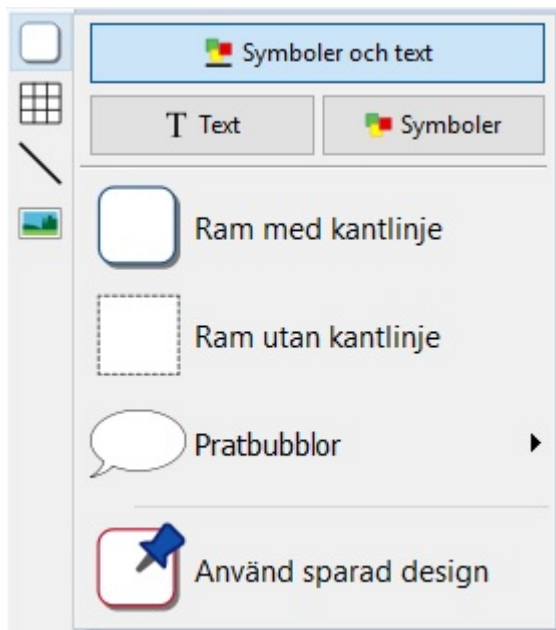 Symboler och text
T Text
Symboler
Ram med kantlinje
Ram utan kantlinje
Pratbubblor
Använd sparad design